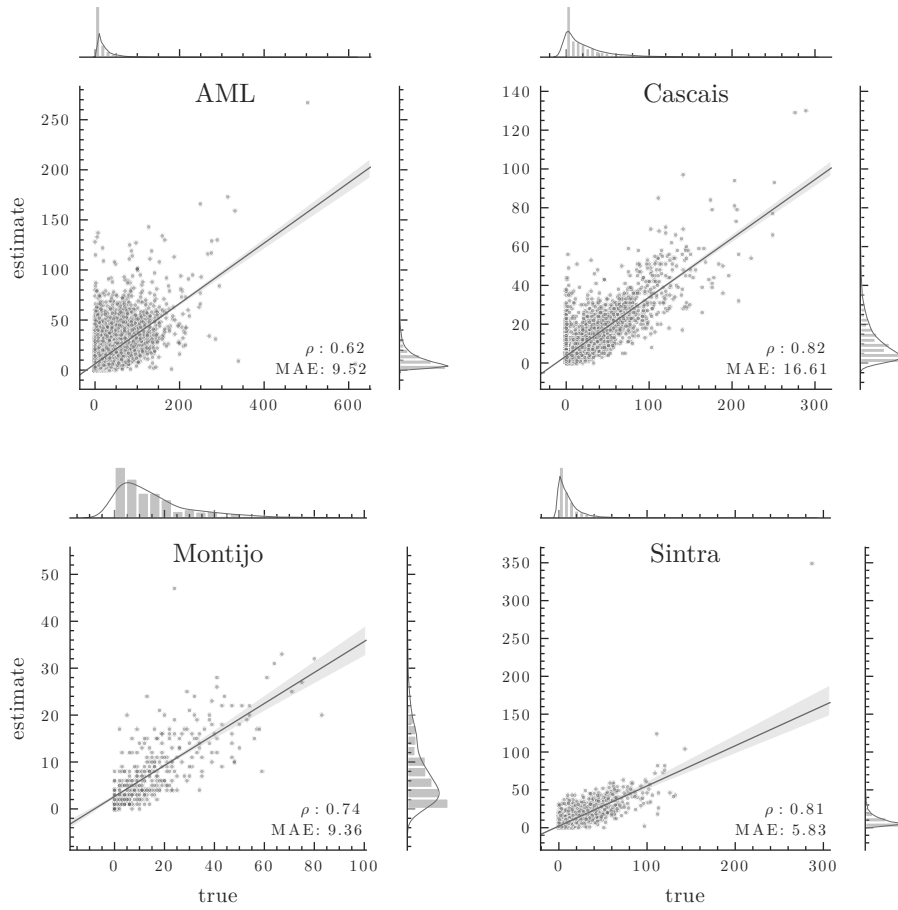 AML
250
200
150
100
50
0
estimate
ρ : 0.62
MAE: 9.52
0 200 400 600
Cascais
140
120
100
80
60
40
20
0
ρ : 0.82
MAE: 16.61
0 100 200 300
Montijo
50
40
30
20
10
0
estimate
ρ : 0.74
MAE: 9.36
0 20 40 60 80 100
true
Sintra
350
300
250
200
150
100
50
0
ρ : 0.81
MAE: 5.83
0 100 200 300
true